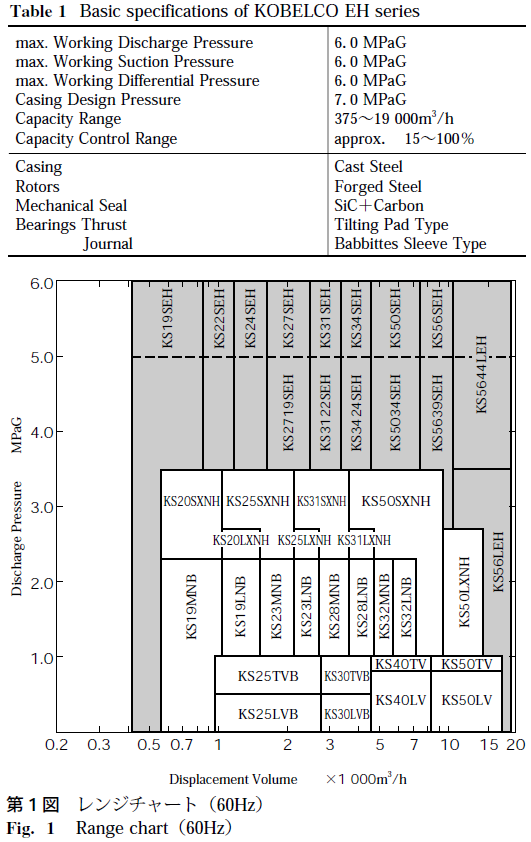 Table 1 Basic specifications of KOBELCO EH series
max. Working Discharge Pressure 6.0 MPaG
max. Working Suction Pressure 6.0 MPaG
max. Working Differential Pressure 6.0 MPaG
Casing Design Pressure 7.0 MPaG
Capacity Range 375～19 000m³/h
Capacity Control Range approx. 15～100%
Casing Cast Steel
Rotors Forged Steel
Mechanical Seal SiC＋Carbon
Bearings Thrust Tilting Pad Type
Journal Babbittes Sleeve Type
6.0
5.0
4.0
3.0
2.0
1.0
Discharge Pressure MPaG
KS19SEH
KS22SEH
KS24SEH
KS27SEH
KS31SEH
KS34SEH
KS50SEH
KS56SEH
KS5644LEH
KS2719SEH
KS3122SEH
KS3424SEH
KS5034SEH
KS5639SEH
KS20SXNH
KS25SXNH
KS31SXNH
KS50SXNH
KS20LXNH
KS25LXNH
KS31LXNH
KS50LXNH
KS56LEH
KS19MNB
KS19LNB
KS23MNB
KS23LNB
KS28MNB
KS28LNB
KS32MNB
KS32LNB
KS25TVB
KS30TVB
KS40TV
KS50TV
KS25LVB
KS30LVB
KS40LV
KS50LV
0.2 0.3 0.5 0.7 1 2 3 5 7 10 15 20
Displacement Volume ×1 000m³/h
第1図 レンジチャート（60Hz）
Fig. 1 Range chart（60Hz）